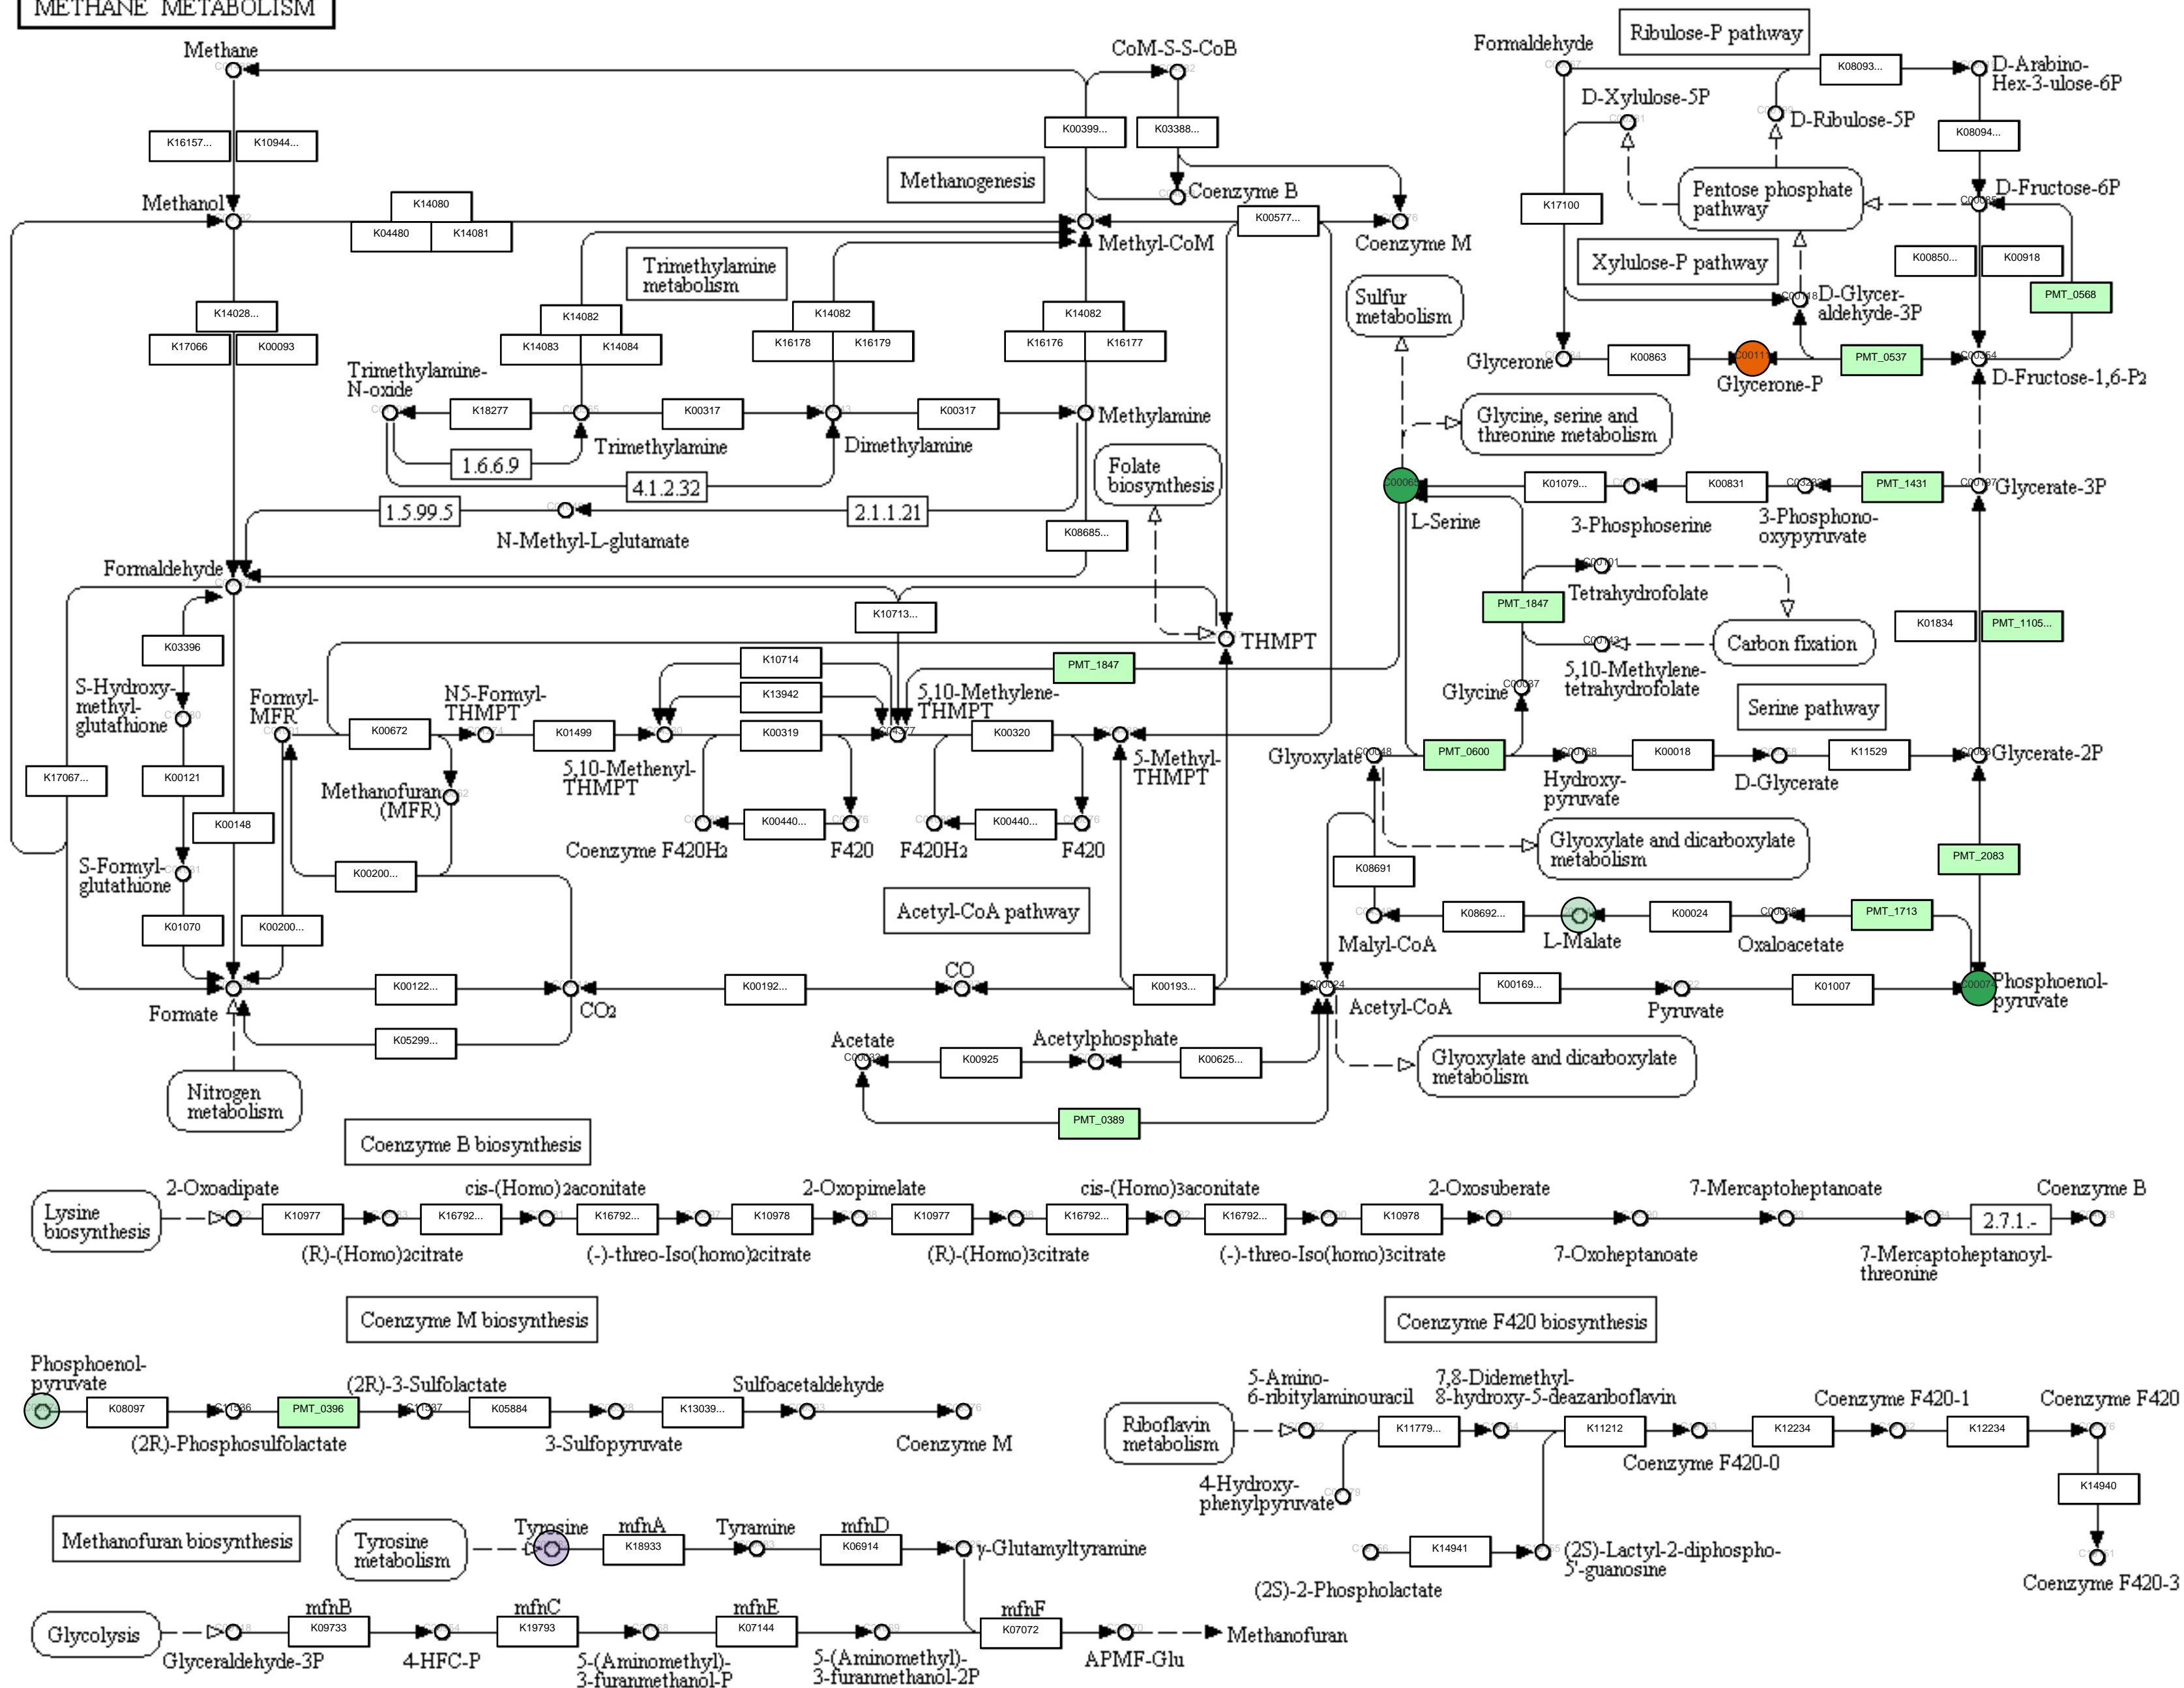 METHANE METABOLISM
Methane
CoM-S-S-CoB
Formaldehyde
Ribulose-P pathway
K08093...
D-Arabino-
Hex-3-ulose-6P
D-Xylulose-5P
D-Ribulose-5P
K16157...
K10944...
K00399...
K03388...
K08094...
Methanogenesis
Coenzyme B
Pentose phosphate
pathway
D-Fructose-6P
Methanol
K14080
K04480
K14081
K00577...
K17100
Methyl-CoM
Coenzyme M
Trimethylamine
metabolism
Xylulose-P pathway
K00850...
K00918
PMT_0568
Sulfur
metabolism
D-Glycer-
aldehyde-3P
K14028...
K17066
K00093
K14082
K14083
K14084
K14082
K16178
K16179
K14082
K16176
K16177
Glycerone
K00863
Glycerone-P
PMT_0537
C00354
D-Fructose-1,6-P2
Trimethylamine-
N-oxide
K18277
K00317
K00317
Methylamine
Trimethylamine
Dimethylamine
Glycine, serine and
threonine metabolism
1.6.6.9
4.1.2.32
Folate
biosynthesis
K01079...
K00831
PMT_1431
Glycerate-3P
L-Serine
3-Phosphoserine
3-Phosphono-
oxypyruvate
1.5.99.5
2.1.1.21
N-Methyl-L-glutamate
K08685...
Formaldehyde
Tetrahydrofolate
K10713...
PMT_1847
K01834
PMT_1105...
K03396
THMPT
Carbon fixation
K10714
PMT_1847
5,10-Methylene-
tetrahydrofolate
S-Hydroxy-
methyl-
glutathione
Formyl-
MFR
N5-Formyl-
THMPT
K13942
5,10-Methylene-
THMPT
Glycine
C00037
Serine pathway
K00672
K01499
K00319
K00320
5,10-Methenyl-
THMPT
5-Methyl-
THMPT
Glyoxylate
C00048
PMT_0600
K00018
K11529
Glycerate-2P
Hydroxy-
pyruvate
D-Glycerate
K17067...
K00121
Methanofuran
(MFR)
K00148
K00440...
K00440...
Coenzyme F420H2
F420
F420H2
F420
Glyoxylate and dicarboxylate
metabolism
PMT_2083
S-Formyl-
glutathione
K00200...
K08691
Acetyl-CoA pathway
K01070
K00200...
K08692...
K00024
PMT_1713
Malyl-CoA
L-Malate
Oxaloacetate
CO
K00122...
K00192...
K00193...
C00024
K00169...
K01007
Phosphoenol-
pyruvate
Formate
CO2
Acetyl-CoA
Pyruvate
K05299...
Acetate
Acetylphosphate
K00925
K00625...
Glyoxylate and dicarboxylate
metabolism
Nitrogen
metabolism
PMT_0389
Coenzyme B biosynthesis
2-Oxoadipate
cis-(Homo)2aconitate
2-Oxopimelate
cis-(Homo)3aconitate
2-Oxosuberate
7-Mercaptoheptanoate
Coenzyme B
Lysine
biosynthesis
K10977
K16792...
K16792...
K10978
K10977
K16792...
K16792...
K10978
2.7.1.-
(R)-(Homo)2citrate
(-)-threo-Iso(homo)2citrate
(R)-(Homo)3citrate
(-)-threo-Iso(homo)3citrate
7-Oxoheptanoate
7-Mercaptoheptanoyl-
threonine
Coenzyme M biosynthesis
Coenzyme F420 biosynthesis
Phosphoenol-
pyruvate
(2R)-3-Sulfolactate
Sulfoacetaldehyde
K08097
PMT_0396
K05884
K13039...
(2R)-Phosphosulfolactate
3-Sulfopyruvate
Coenzyme M
5-Amino-
6-ribitylaminouracil
7,8-Didemethyl-
8-hydroxy-5-deazariboflavin
Coenzyme F420-1
Coenzyme F420
Riboflavin
metabolism
K11779...
K11212
K12234
K12234
Coenzyme F420-0
4-Hydroxy-
phenylpyruvate
K14940
K14941
(2S)-Lactyl-2-diphospho-
5'-guanosine
(2S)-2-Phospholactate
Coenzyme F420-3
Methanofuran biosynthesis
Tyrosine
metabolism
Tyrosine
mfnA
K18933
Tyramine
mfnD
K06914
γ-Glutamyltyramine
Glycolysis
mfnB
K09733
mfnC
K19793
mfnE
K07144
mfnF
K07072
Methanofuran
Glyceraldehyde-3P
4-HFC-P
5-(Aminomethyl)-
3-furanmethanol-P
5-(Aminomethyl)-
3-furanmethanol-2P
APMF-Glu